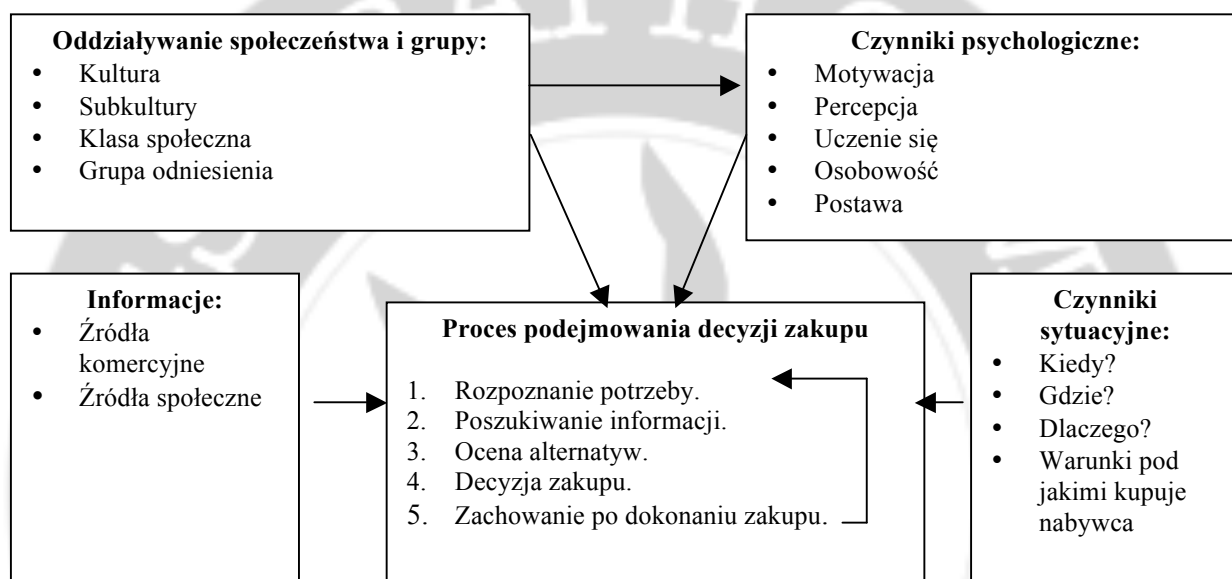 Oddziaływanie społeczeństwa i grupy:
• Kultura
• Subkultury
• Klasa społeczna
• Grupa odniesienia
Czynniki psychologiczne:
• Motywacja
• Percepcja
• Uczenie się
• Osobowość
• Postawa
Informacje:
• Źródła
komercyjne
• Źródła społeczne
Proces podejmowania decyzji zakupu
1. Rozpoznanie potrzeby.
2. Poszukiwanie informacji.
3. Ocena alternatyw.
4. Decyzja zakupu.
5. Zachowanie po dokonaniu zakupu.
Czynniki
sytuacyjne:
• Kiedy?
• Gdzie?
• Dlaczego?
• Warunki pod
jakimi kupuje
nabywca